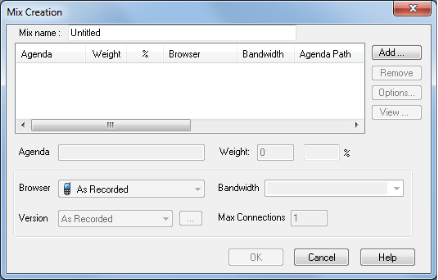 Mix Creation
Mix name : Untitled
Agenda Weight % Browser Bandwidth Agenda Path
Add ...
Remove
Options...
View ...
Agenda Weight: 0 %
Browser As Recorded Bandwidth
Version As Recorded ... Max Connections 1
OK Cancel Help